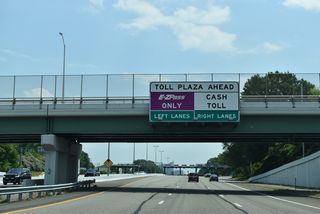 TOLL PLAZA AHEAD
E-ZPass
ONLY
CASH
TOLL
LEFT LANES
RIGHT LANES